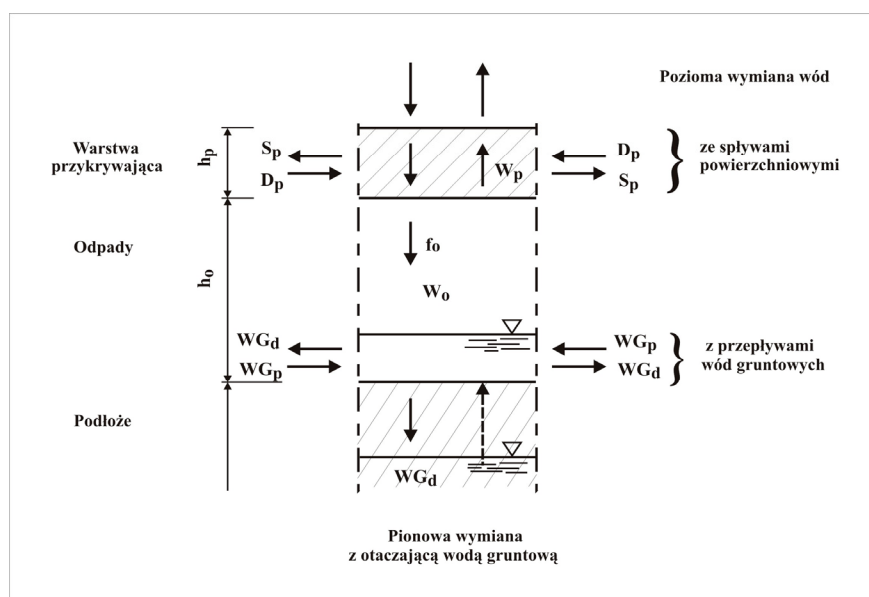 Pozioma wymiana wód
Warstwa
przykrywająca
hp
Sp
Dp
Wp
Dp
Sp
ze spływami
powierzchniowymi
Odpady
ho
fo
Wo
WGd
WGp
WGp
WGd
z przepływami
wód gruntowych
Podłoże
WGd
Pionowa wymiana
z otaczającą wodą gruntową